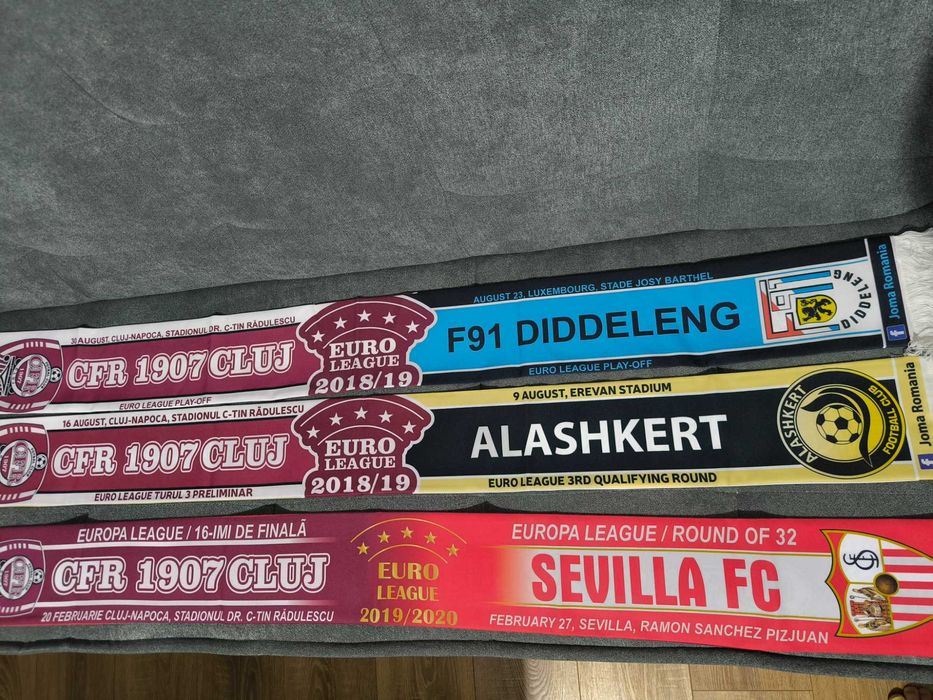 30 AUGUST, CLUJ-NAPOCA, STADIONUL DR. C-TIN RĂDULESCU
CFR 1907 CLUJ
EURO LEAGUE PLAY-OFF
EURO
LEAGUE
2018/19
AUGUST 23, LUXEMBOURG, STADE JOSY BARTHEL
F91 DIDDELENG
EURO LEAGUE PLAY-OFF
F91
DIDDELENG
f Joma Romania
16 AUGUST, CLUJ-NAPOCA, STADIONUL C-TIN RĂDULESCU
CFR 1907 CLUJ
EURO LEAGUE TURUL 3 PRELIMINAR
EURO
LEAGUE
2018/19
9 AUGUST, EREVAN STADIUM
ALASHKERT
EURO LEAGUE 3RD QUALIFYING ROUND
ALASHKERT
FOOTBALL CLUB
f Joma Romania
EUROPA LEAGUE / 16-IMI DE FINALĂ
CFR 1907 CLUJ
20 FEBRUARIE CLUJ-NAPOCA, STADIONUL DR. C-TIN RĂDULESCU
EURO
LEAGUE
2019/2020
EUROPA LEAGUE / ROUND OF 32
SEVILLA FC
FEBRUARY 27, SEVILLA, RAMON SANCHEZ PIZJUAN